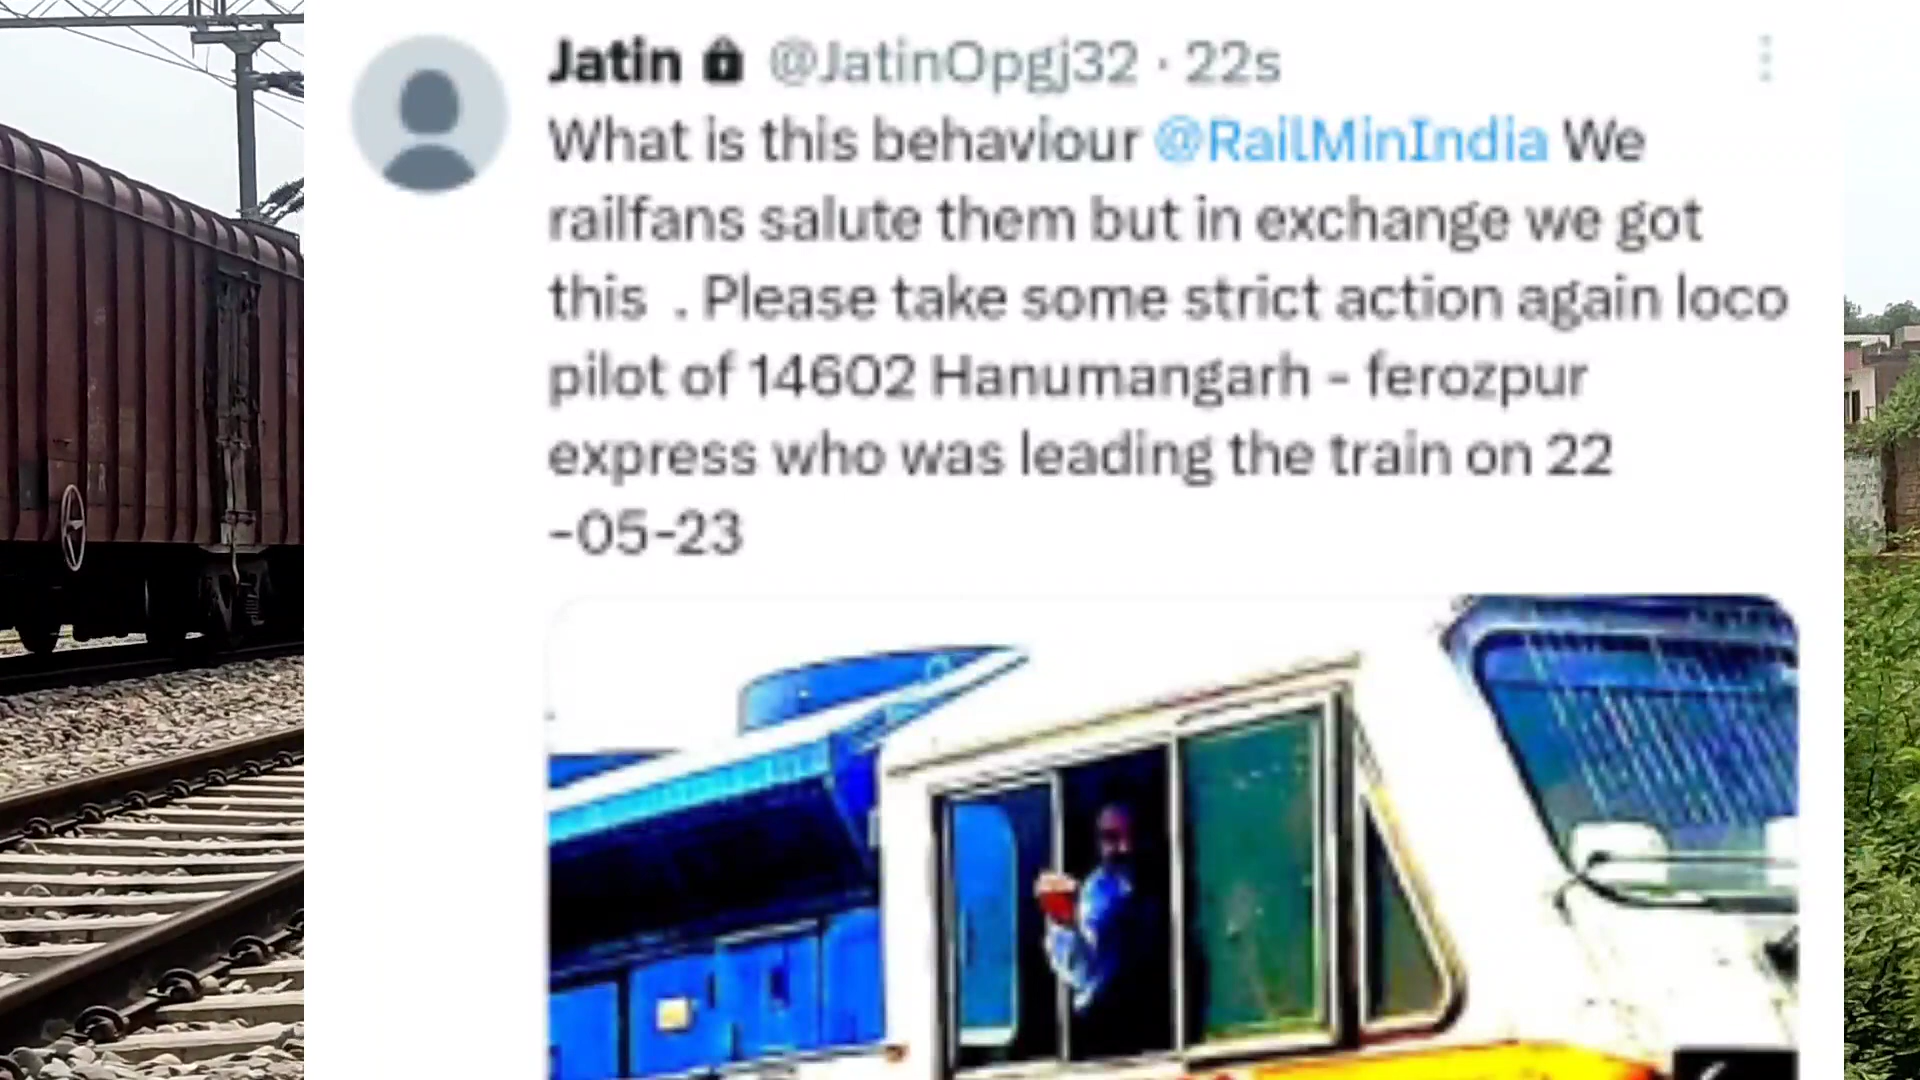 Jatin 🔒 @JatinOpgj32 · 22s
What is this behaviour @RailMinIndia We
railfans salute them but in exchange we got
this . Please take some strict action again loco
pilot of 14602 Hanumangarh - ferozpur
express who was leading the train on 22
-05-23